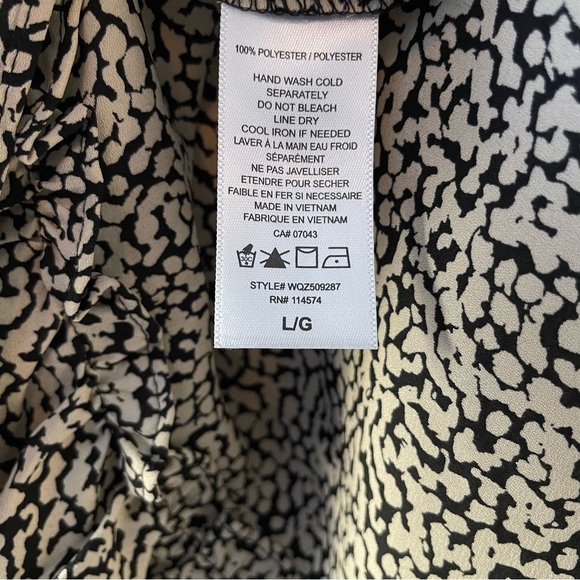 100% POLYESTER / POLYESTER
HAND WASH COLD
SEPARATELY
DO NOT BLEACH
LINE DRY
COOL IRON IF NEEDED
LAVER À LA MAIN EAU FROID
SÉPARÉMENT
NE PAS JAVELLISER
ETENDRE POUR SECHER
FAIBLE EN FER SI NECESSAIRE
MADE IN VIETNAM
FABRIQUE EN VIETNAM
CA# 07043
STYLE# WQZ509287
RN# 114574
L/G